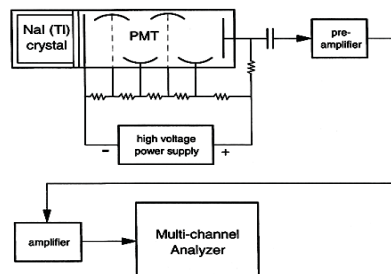 NaI (Tl)
crystal
PMT
pre-
amplifier
high voltage
power supply
- +
amplifier
Multi-channel
Analyzer